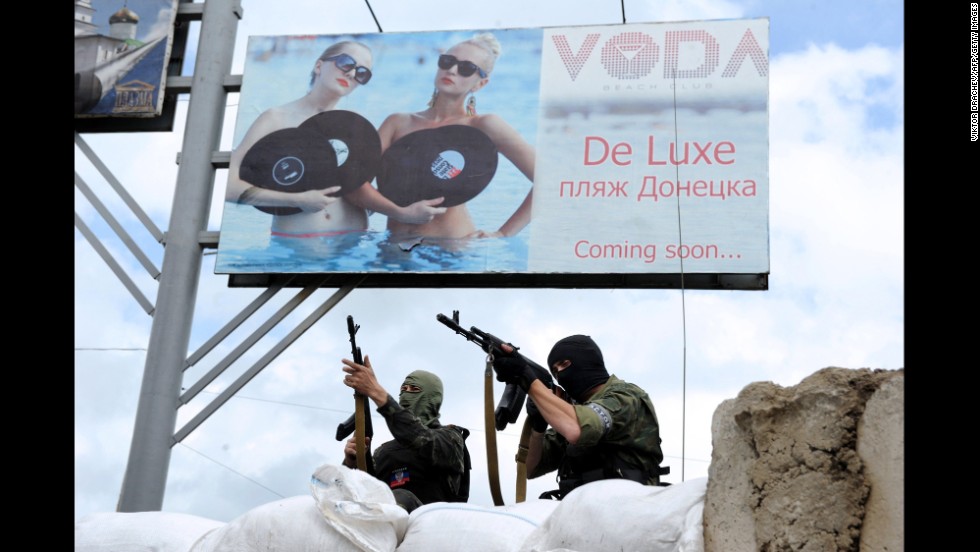 VODA
BEACH CLUB
De Luxe
пляж Донецка
Coming soon...
VIKTOR DRACHEV/AFP/GETTY IMAGES